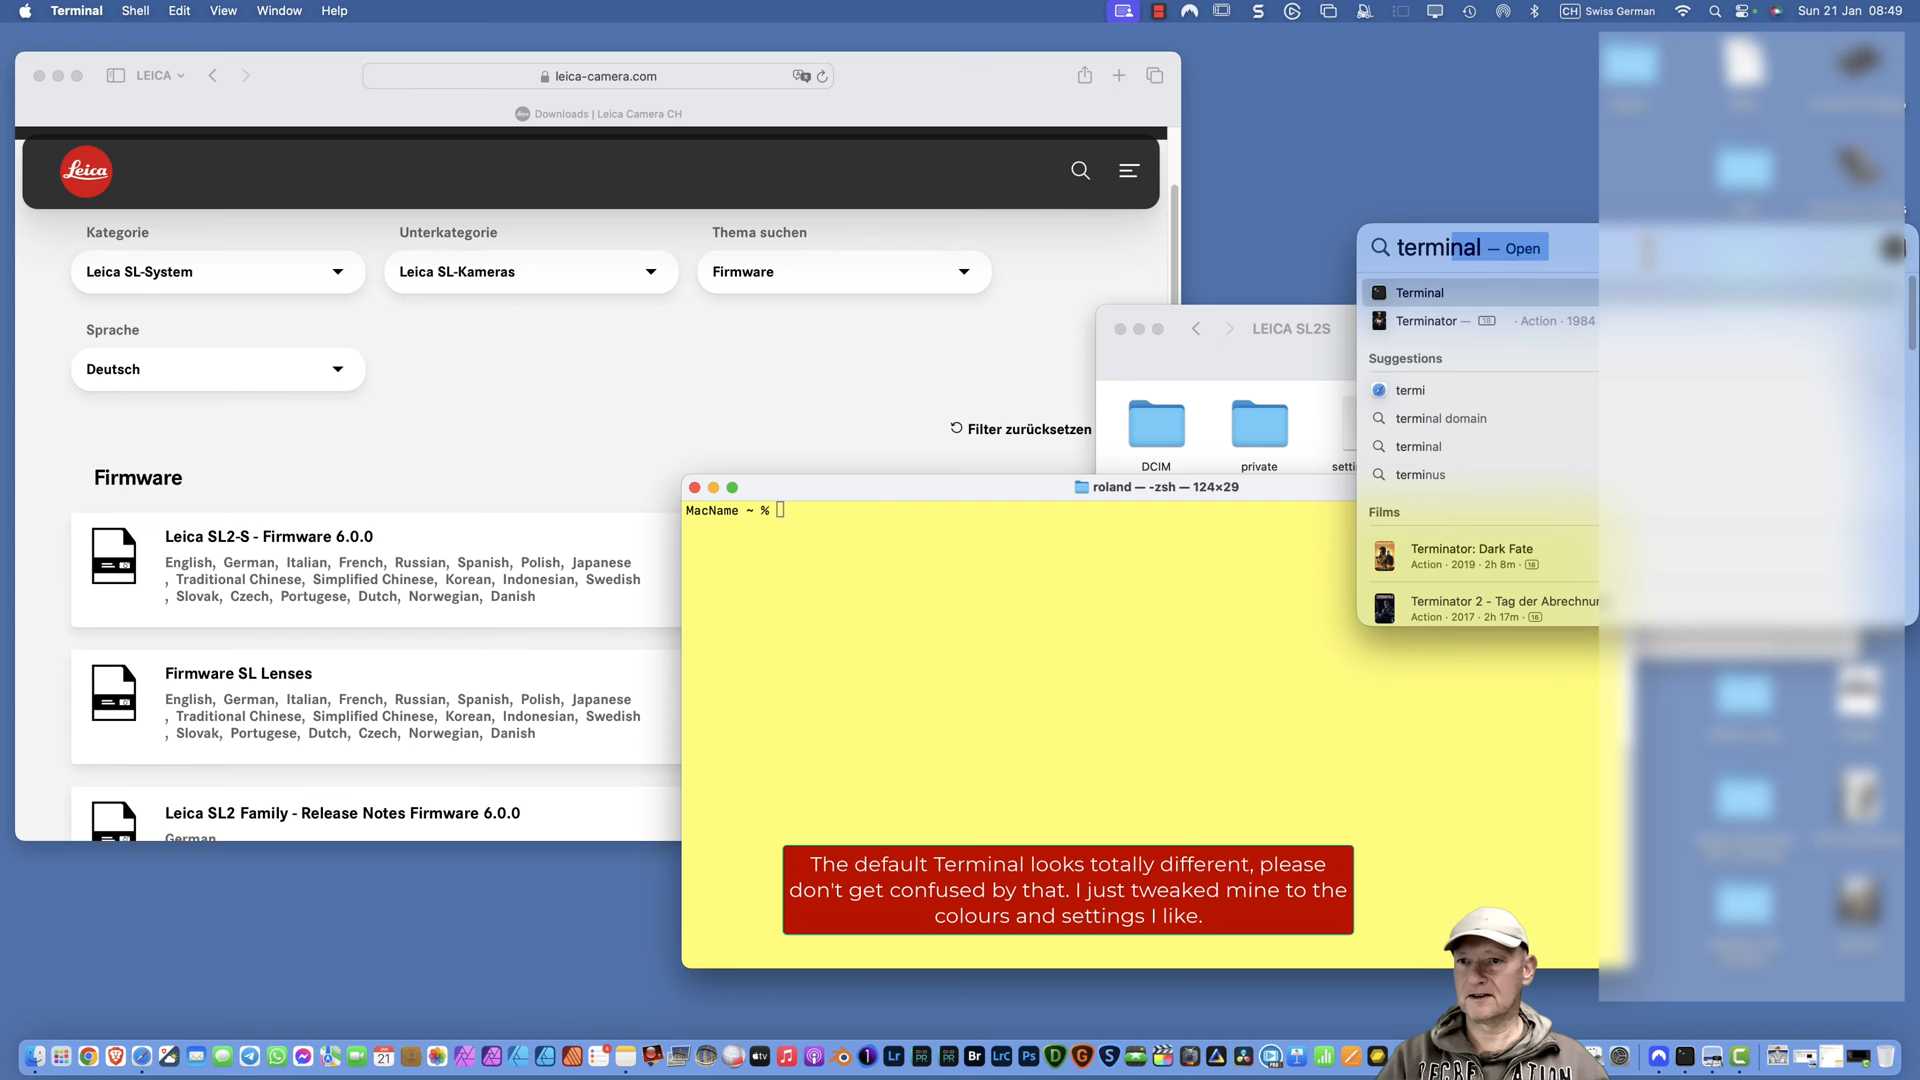 Terminal Shell Edit View Window Help
CH Swiss German Sun 21 Jan 08:49
LEICA
leica-camera.com
Downloads | Leica Camera CH
Leica
Kategorie Unterkategorie Thema suchen
Leica SL-System Leica SL-Kameras Firmware
Sprache
Deutsch
Filter zurücksetzen
Firmware
Leica SL2-S - Firmware 6.0.0
English, German, Italian, French, Russian, Spanish, Polish, Japanese
, Traditional Chinese, Simplified Chinese, Korean, Indonesian, Swedish
, Slovak, Czech, Portugese, Dutch, Norwegian, Danish
Firmware SL Lenses
English, German, Italian, French, Russian, Spanish, Polish, Japanese
, Traditional Chinese, Simplified Chinese, Korean, Indonesian, Swedish
, Slovak, Portugese, Dutch, Czech, Norwegian, Danish
Leica SL2 Family - Release Notes Firmware 6.0.0
German
LEICA SL2S
DCIM private setti
terminal — Open
Terminal
Terminator — 18 · Action · 1984
Suggestions
termi
terminal domain
terminal
terminus
Films
Terminator: Dark Fate
Action · 2019 · 2h 8m · 16
Terminator 2 - Tag der Abrechnun
Action · 2017 · 2h 17m · 16
roland — -zsh — 124×29
MacName ~ %
The default Terminal looks totally different, please
don't get confused by that. I just tweaked mine to the
colours and settings I like.